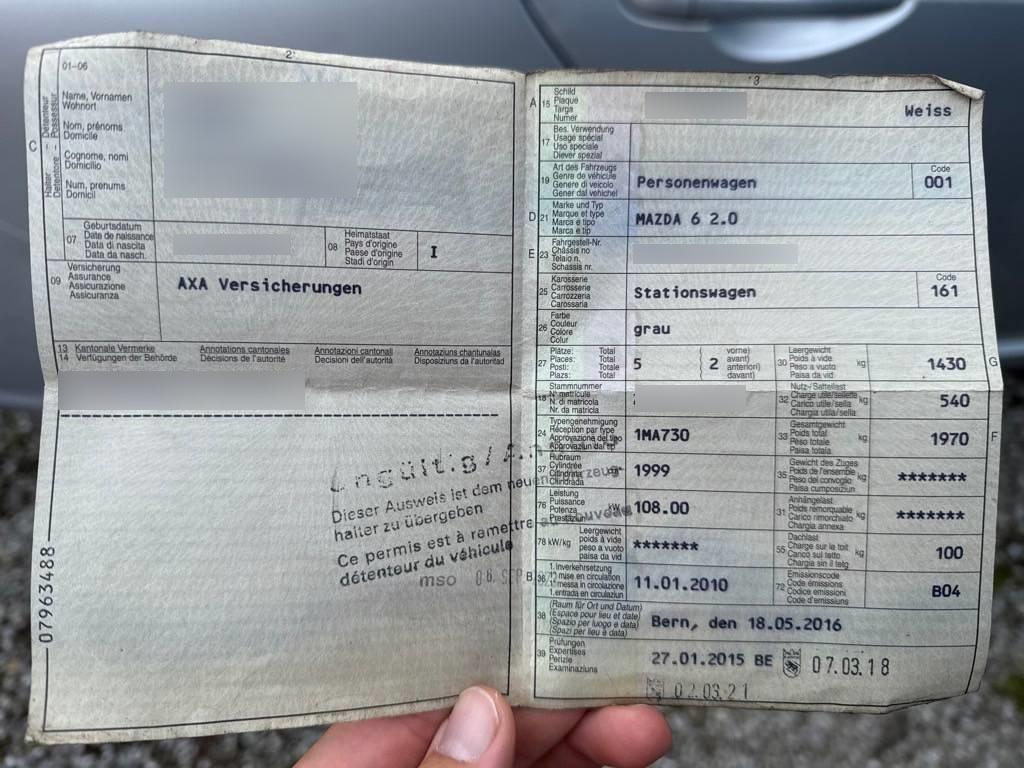 2
01-06
C
Halter - Détenteur
Detentore - Possessur
Name, Vornamen
Wohnort
Nom, prénoms
Domicile
Cognome, nomi
Domicilio
Num, prenums
Domicil
07
Geburtsdatum
Date de naissance
Data di nascita
Data da nasch.
08
Heimatstaat
Pays d'origine
Paese d'origine
Stadi d'origin
I
09
Versicherung
Assurance
Assicurazione
Assicuranza
AXA Versicherungen
13 Kantonale Vermerke Annotations cantonales Annotazioni cantonali Annotaziuns chantunalas
14 Verfügungen der Behörde Décisions de l'autorité Decisioni dell'autorità Disposiziuns da l'autoritad
Ungültig / An
Dieser Ausweis ist dem neuen
halter zu übergeben
Ce permis est à remettre au nouveau
détenteur du véhicule
mso 06. SEP
07963488
3
A
15
Schild
Plaque
Targa
Numer
Weiss
17
Bes. Verwendung
Usage spécial
Uso speciale
Diever spezial
19
Art des Fahrzeugs
Genre de véhicule
Genere di veicolo
Gener dal vehichel
Personenwagen
Code
001
D
21
Marke und Typ
Marque et type
Marca e tipo
Marca e tip
MAZDA 6 2.0
E
23
Fahrgestell-Nr.
Châssis no
Telaio n.
Schassis nr.
25
Karosserie
Carrosserie
Carrozzeria
Carossaria
Stationswagen
Code
161
26
Farbe
Couleur
Colore
Colur
grau
27
Plätze: Total
Places: Total
Posti: Totale
Plazs: Total
5
2
vorne)
avant)
anteriori)
davant)
30
Leergewicht
Poids à vide
Peso a vuoto
Paisa da vid
kg
1430
G
18
Stammnummer
N° matricule
N. di matricola
Nr. da matricla
32
Nutz-/Sattellast
Charge utile/sellette
Carico utile/sella
Chargia utila/sella
kg
540
24
Typengenehmigung
Réception par type
Approvazione del tipo
Approvaziun dal tip
1MA730
33
Gesamtgewicht
Poids total
Peso totale
Paisa totala
kg
1970
F
37
Hubraum
Cylindrée
Cilindrata
Cilindrada
1999
35
Gewicht des Zuges
Poids de l'ensemble
Peso del convoglio
Paisa cumposiziun
kg
*******
76
Leistung
Puissance
Potenza
Prestaziun
kW
108.00
31
Anhängelast
Poids remorquable
Carico rimorchiato
Chargia annexa
kg
*******
78 kW/kg
Leergewicht
poids à vide
peso a vuoto
paisa da vid
*******
55
Dachlast
Charge sur le toit
Carico sul tetto
Chargia sin il tetg
kg
100
B
36
1. Inverkehrsetzung
1re mise en circulation
1. messa in circolazione
1. entrada en circulaziun
11.01.2010
72
Emissionscode
Code émissions
Codice emissioni
Code d'emissiuns
B04
38
(Raum für Ort und Datum)
(Espace pour lieu et date)
(Spazio per luogo e data)
(Spazi per lieu e data)
Bern, den 18.05.2016
39
Prüfungen
Expertises
Perizie
Examinaziuns
27.01.2015 BE 07.03.18
02.03.21